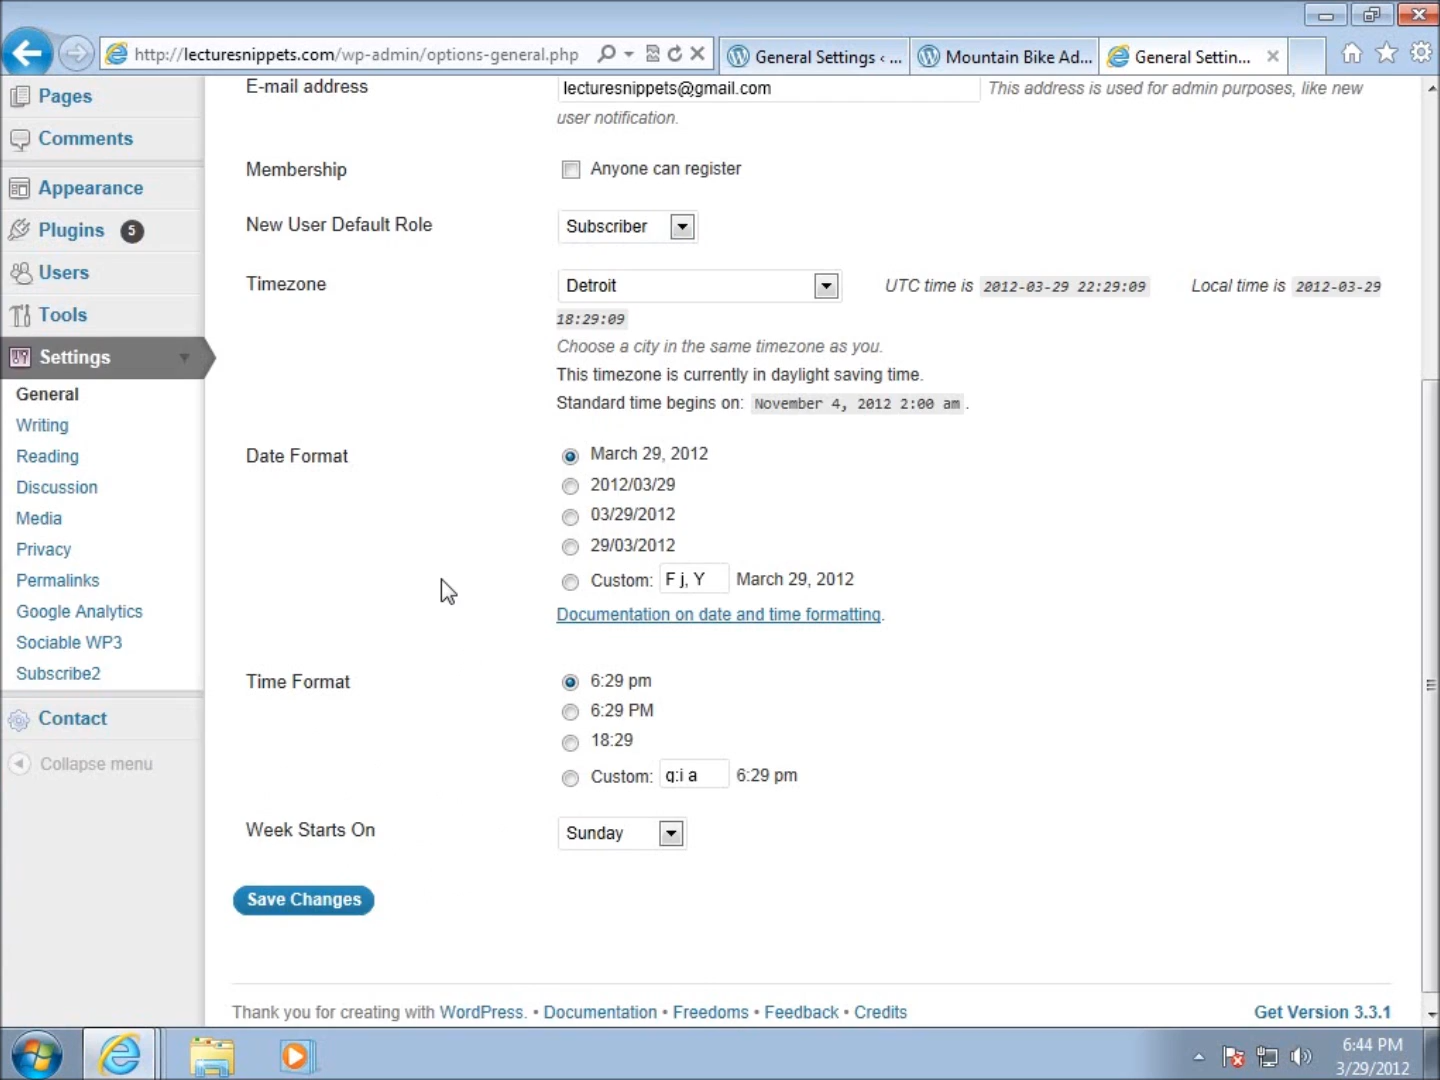 http://lecturesnippets.com/wp-admin/options-general.php
General Settings ‹ ...
Mountain Bike Ad...
General Settin...
Pages
Comments
Appearance
Plugins 5
Users
Tools
Settings
General
Writing
Reading
Discussion
Media
Privacy
Permalinks
Google Analytics
Sociable WP3
Subscribe2
Contact
Collapse menu
E-mail address lecturesnippets@gmail.com This address is used for admin purposes, like new
user notification.
Membership Anyone can register
New User Default Role Subscriber
Timezone Detroit UTC time is 2012-03-29 22:29:09 Local time is 2012-03-29
18:29:09
Choose a city in the same timezone as you.
This timezone is currently in daylight saving time.
Standard time begins on: November 4, 2012 2:00 am .
Date Format March 29, 2012
2012/03/29
03/29/2012
29/03/2012
Custom: F j, Y March 29, 2012
Documentation on date and time formatting.
Time Format 6:29 pm
6:29 PM
18:29
Custom: g:i a 6:29 pm
Week Starts On Sunday
Save Changes
Thank you for creating with WordPress. • Documentation • Freedoms • Feedback • Credits Get Version 3.3.1
6:44 PM
3/29/2012